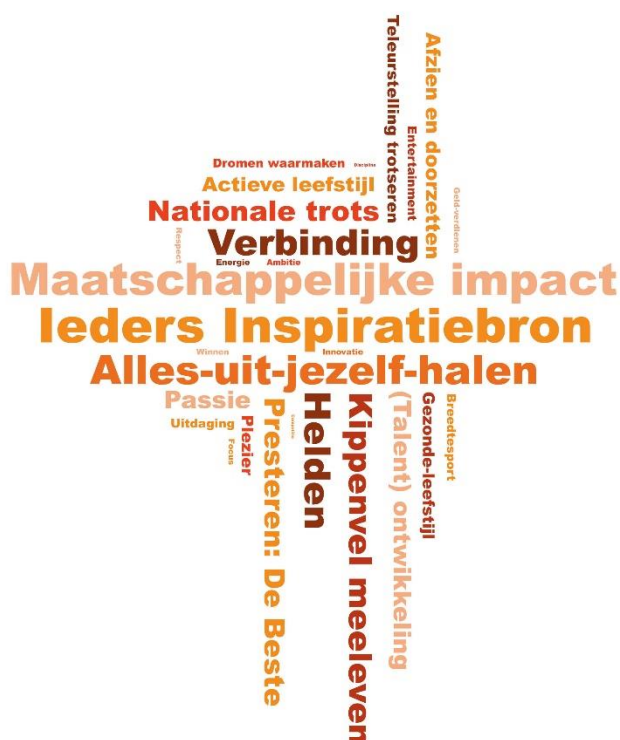 Teleurstelling trotseren
Afzien en doorzetten
Entertainment
Dromen waarmaken
Discipline
Actieve leefstijl
Geld-verdienen
Nationale trots
Respect
Verbinding
Energie
Ambitie
Maatschappelijke impact
Ieders Inspiratiebron
Winnen
Innovatie
Alles-uit-jezelf-halen
Passie
Uitdaging
Plezier
Focus
Presteren: De Beste
Helden
Kippenvel meeleven
(Talent) ontwikkeling
Gezonde-leefstijl
Breedtesport